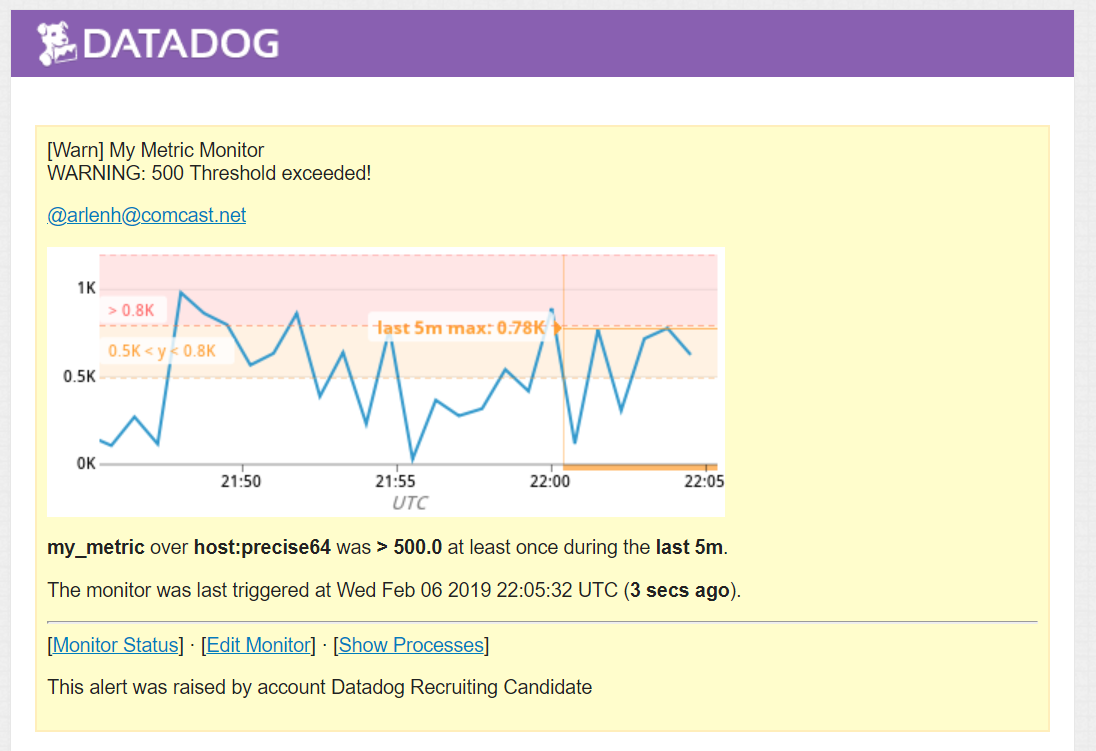 DATADOG
[Warn] My Metric Monitor
WARNING: 500 Threshold exceeded!
@arlenh@comcast.net
1K
> 0.8K
last 5m max: 0.78K
0.5K < y < 0.8K
0.5K
0K
21:50 21:55 22:00 22:05
UTC
my_metric over host:precise64 was > 500.0 at least once during the last 5m.
The monitor was last triggered at Wed Feb 06 2019 22:05:32 UTC (3 secs ago).
[Monitor Status] · [Edit Monitor] · [Show Processes]
This alert was raised by account Datadog Recruiting Candidate